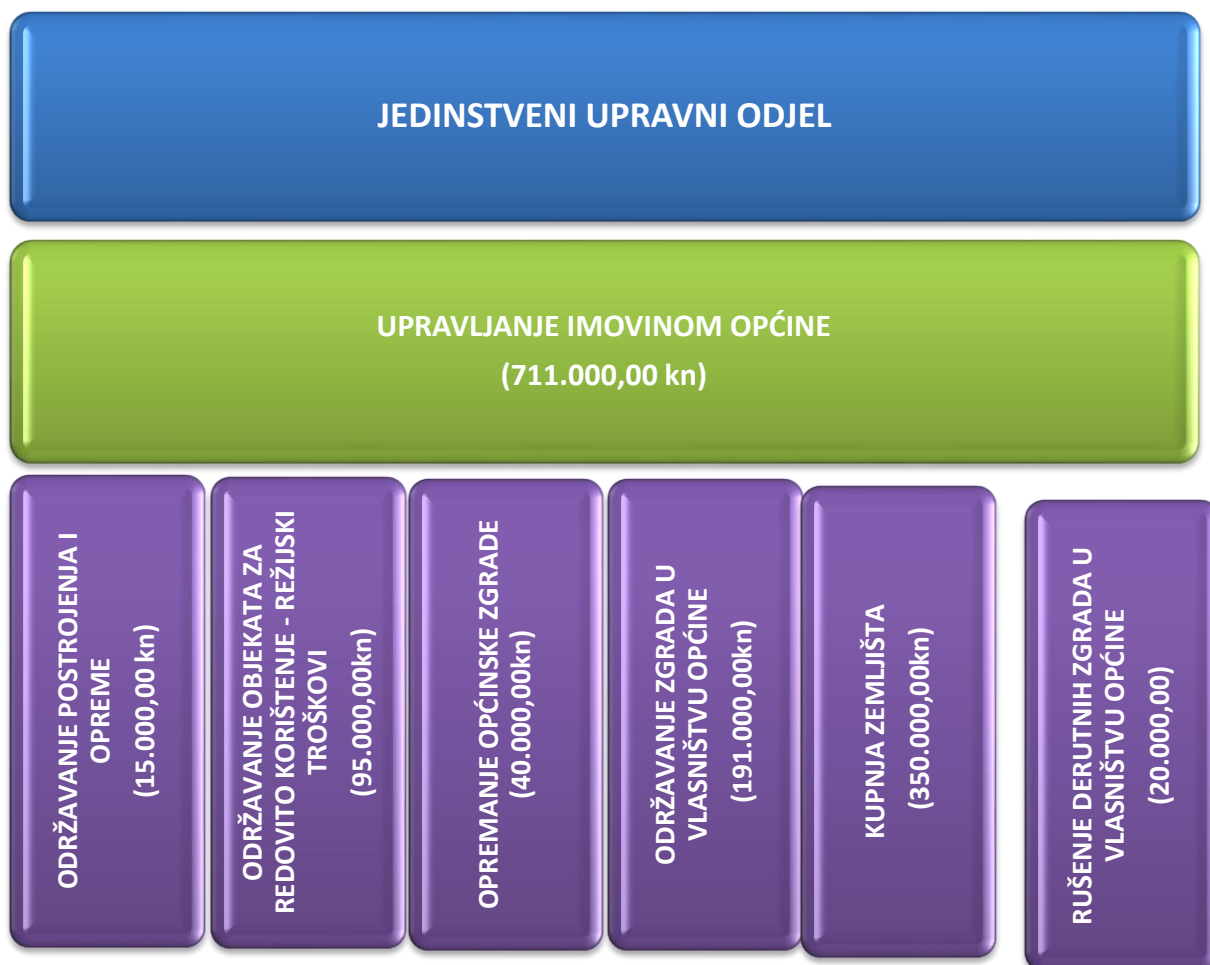 JEDINSTVENI UPRAVNI ODJEL
UPRAVLJANJE IMOVINOM OPĆINE
(711.000,00 kn)
ODRŽAVANJE POSTROJENJA I
OPREME
(15.000,00 kn)
ODRŽAVANJE OBJEKATA ZA
REDOVITO KORIŠTENJE - REŽIJSKI
TROŠKOVI
(95.000,00kn)
OPREMANJE OPĆINSKE ZGRADE
(40.000,00kn)
ODRŽAVANJE ZGRADA U
VLASNIŠTVU OPĆINE
(191.000,00kn)
KUPNJA ZEMLJIŠTA
(350.000,00kn)
RUŠENJE DERUTNIH ZGRADA U
VLASNIŠTVU OPĆINE
(20.000,00)